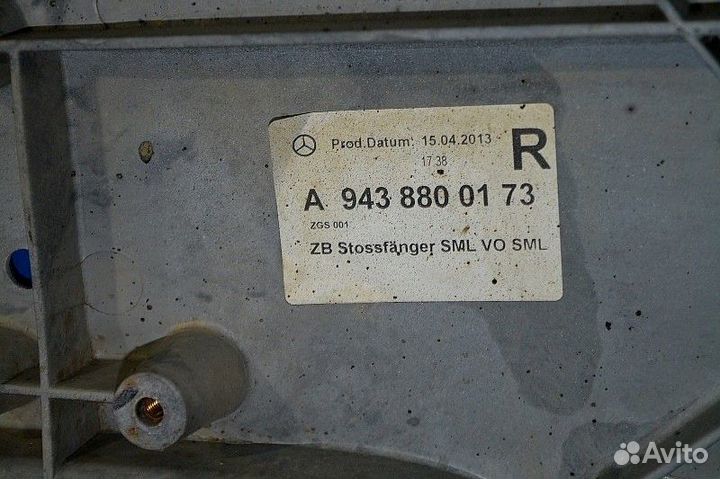 Prod.Datum: 15.04.2013
17.38
R
A 943 880 01 73
ZGS 001
ZB Stossfänger SML VO SML
Avito